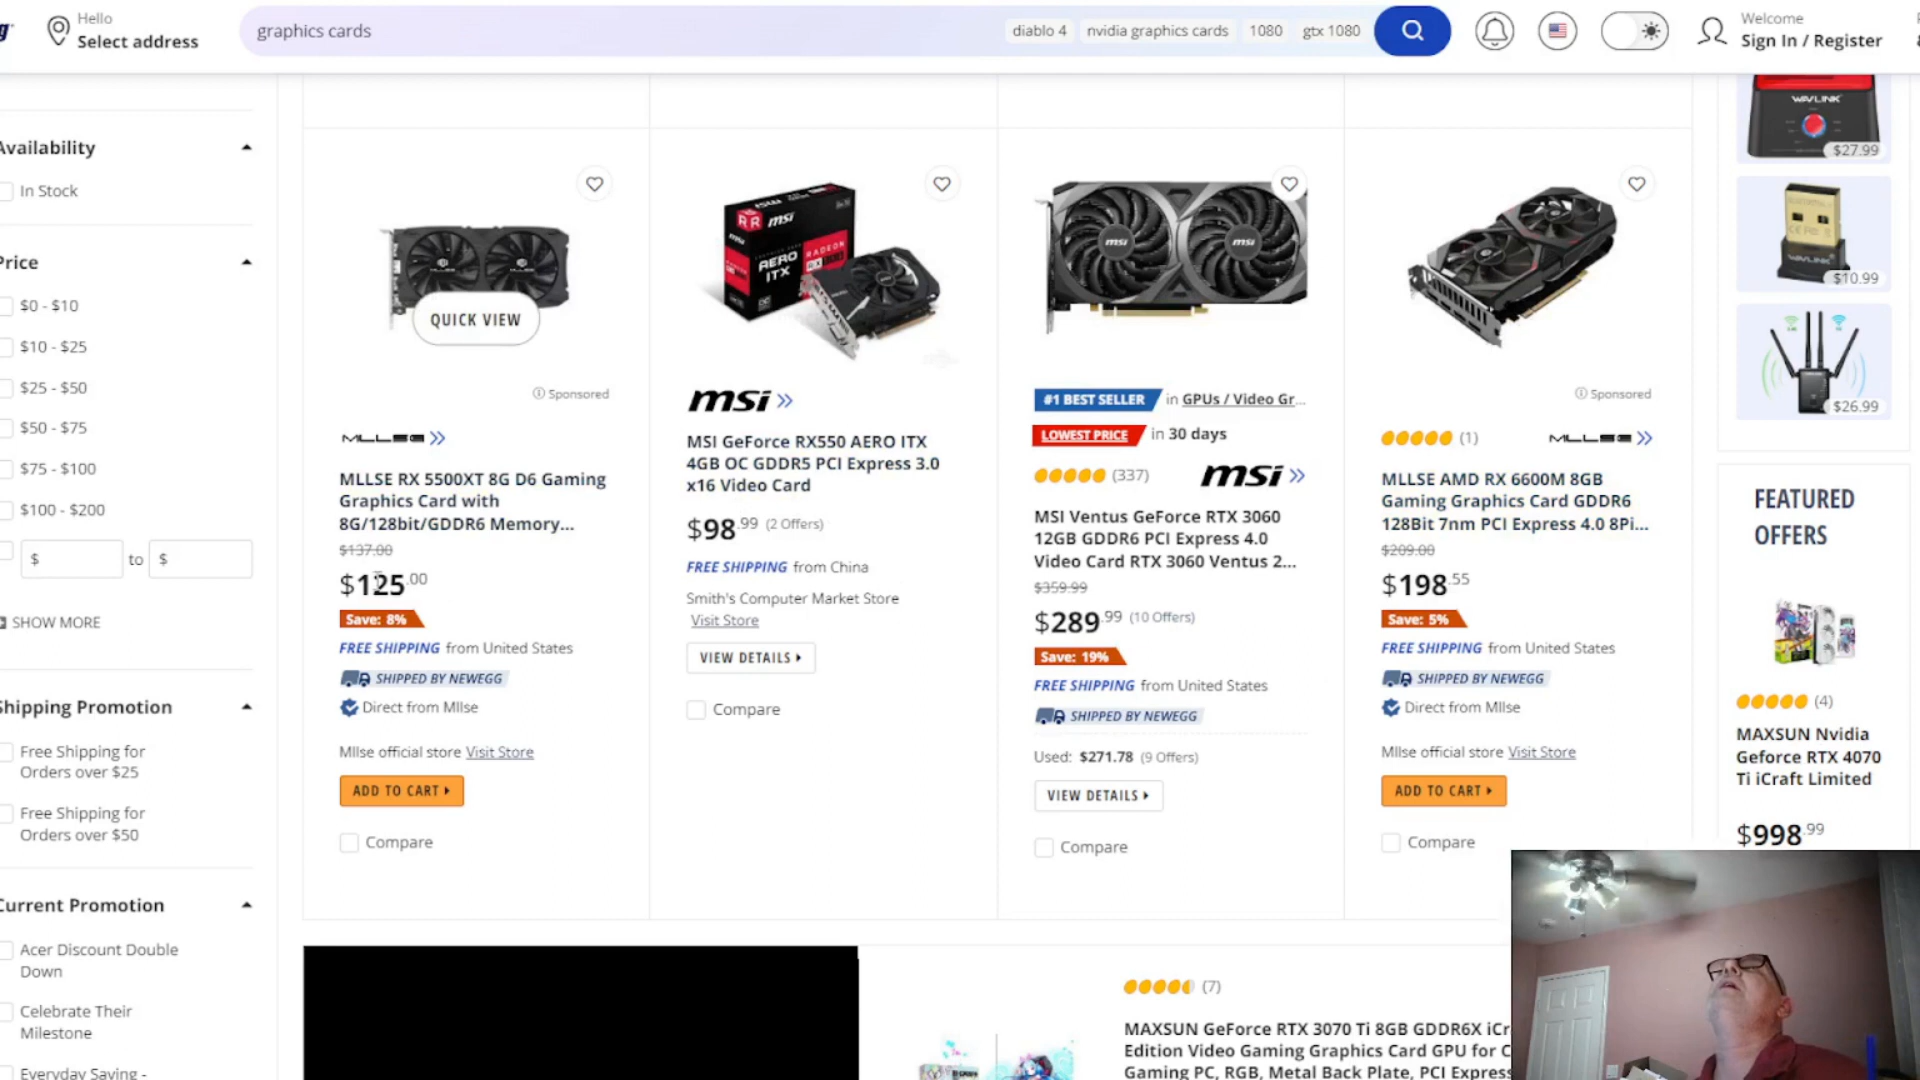 Hello
Select address
graphics cards
diablo 4
nvidia graphics cards
1080
gtx 1080
Welcome
Sign In / Register
Availability
In Stock
Price
$0 - $10
$10 - $25
$25 - $50
$50 - $75
$75 - $100
$100 - $200
$
to
$
SHOW MORE
Shipping Promotion
Free Shipping for
Orders over $25
Free Shipping for
Orders over $50
Current Promotion
Acer Discount Double
Down
Celebrate Their
Milestone
Everyday Saving -
QUICK VIEW
Sponsored
MLLSE
MLLSE RX 5500XT 8G D6 Gaming
Graphics Card with
8G/128bit/GDDR6 Memory...
$137.00
$125.00
Save: 8%
FREE SHIPPING from United States
SHIPPED BY NEWEGG
Direct from Mllse
Mllse official store Visit Store
ADD TO CART
Compare
msi
RADEON
AERO
ITX
msi
MSI GeForce RX550 AERO ITX
4GB OC GDDR5 PCI Express 3.0
x16 Video Card
$98.99 (2 Offers)
FREE SHIPPING from China
Smith's Computer Market Store
Visit Store
VIEW DETAILS
Compare
msi
msi
#1 BEST SELLER in GPUs / Video Gr...
LOWEST PRICE in 30 days
(337)
msi
MSI Ventus GeForce RTX 3060
12GB GDDR6 PCI Express 4.0
Video Card RTX 3060 Ventus 2...
$359.99
$289.99 (10 Offers)
Save: 19%
FREE SHIPPING from United States
SHIPPED BY NEWEGG
Used: $271.78 (9 Offers)
VIEW DETAILS
Compare
Sponsored
(1)
MLLSE
MLLSE AMD RX 6600M 8GB
Gaming Graphics Card GDDR6
128Bit 7nm PCI Express 4.0 8Pi...
$209.00
$198.55
Save: 5%
FREE SHIPPING from United States
SHIPPED BY NEWEGG
Direct from Mllse
Mllse official store Visit Store
ADD TO CART
Compare
WAVLINK
$27.99
WAVLINK
$10.99
$26.99
FEATURED
OFFERS
(4)
MAXSUN Nvidia
Geforce RTX 4070
Ti iCraft Limited
$998.99
(7)
MAXSUN GeForce RTX 3070 Ti 8GB GDDR6X iCr
Edition Video Gaming Graphics Card GPU for C
Gaming PC, RGB, Metal Back Plate, PCI Express